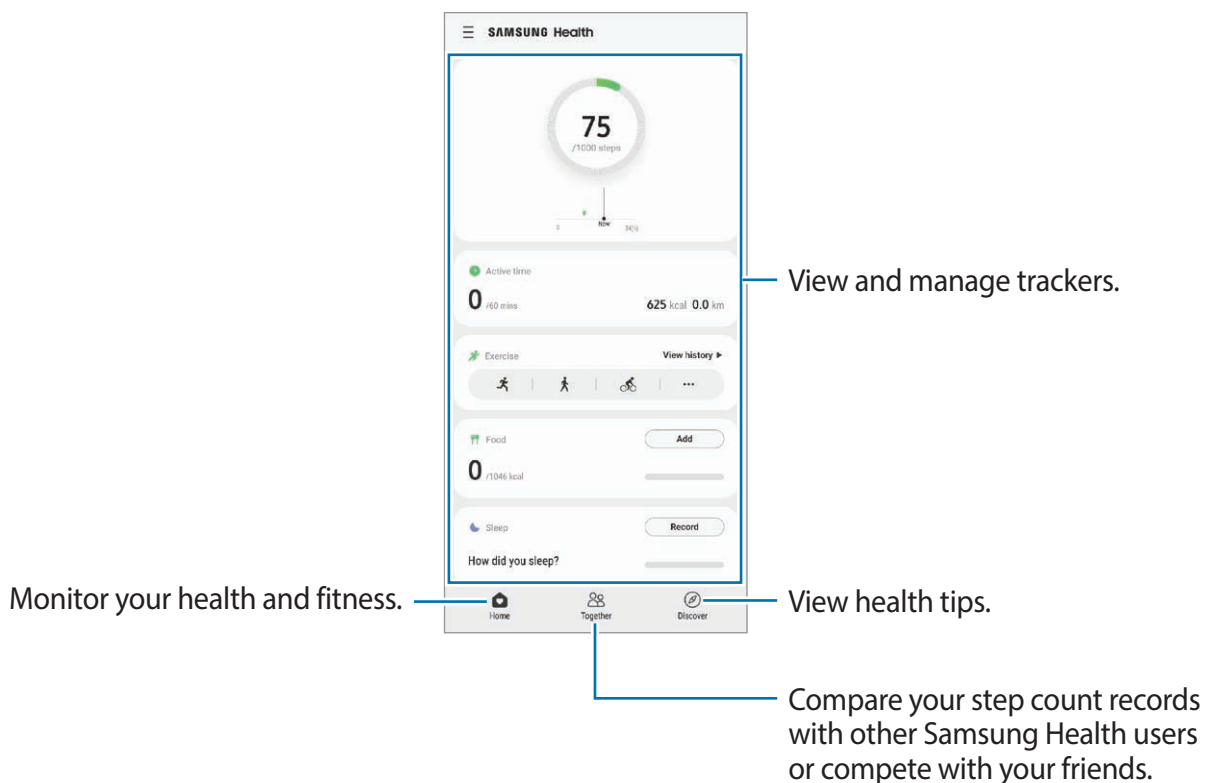 SAMSUNG Health
75
/1000 steps
0 Now 24(h)
Active time
0 /60 mins 625 kcal 0.0 km
View and manage trackers.
Exercise View history
Food Add
0 /1046 kcal
Sleep Record
How did you sleep?
Monitor your health and fitness.
Home Together Discover
View health tips.
Compare your step count records
with other Samsung Health users
or compete with your friends.